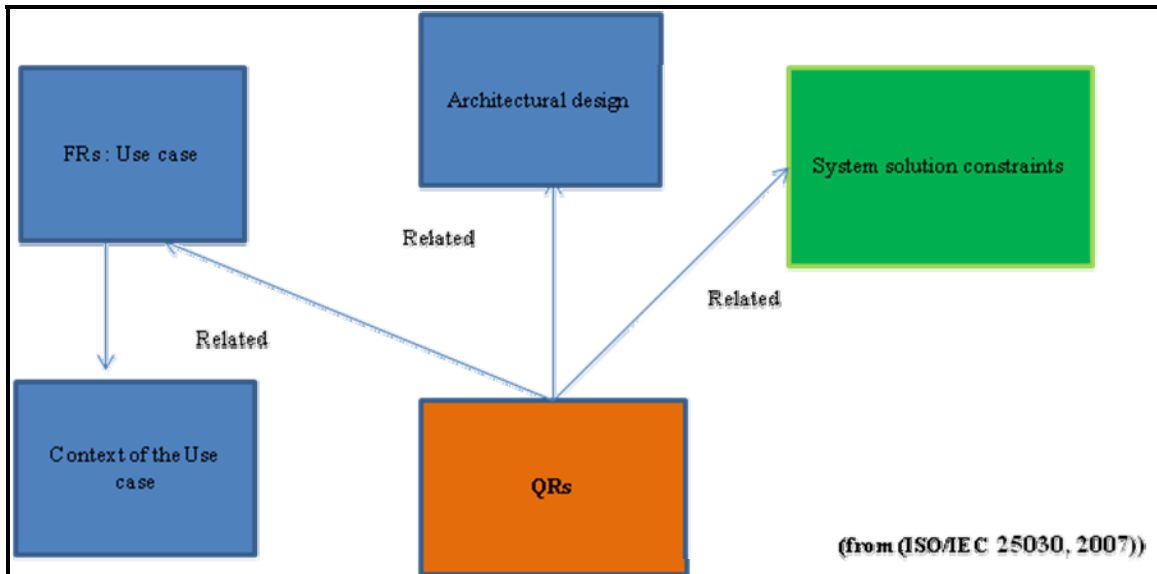 Architectural design
FRs : Use case
System solution constraints
Related
Related
Related
Context of the Use
case
QRs
(from (ISO/IEC 25030, 2007))